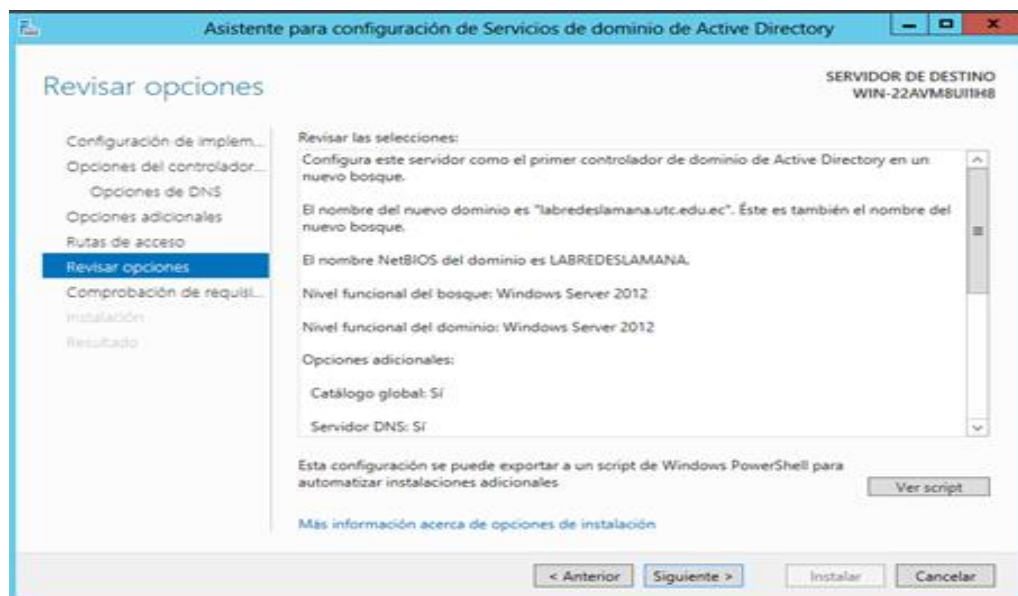 Asistente para configuración de Servicios de dominio de Active Directory
Revisar opciones
SERVIDOR DE DESTINO
WIN-22AVM8UI1H8
Configuración de implem...
Opciones del controlador...
Opciones de DNS
Opciones adicionales
Rutas de acceso
Revisar opciones
Comprobación de requisi...
Instalación
Resultado
Revisar las selecciones:
Configura este servidor como el primer controlador de dominio de Active Directory en un
nuevo bosque.
El nombre del nuevo dominio es "labredeslamana.utc.edu.ec". Éste es también el nombre del
nuevo bosque.
El nombre NetBIOS del dominio es LABREDESLAMANA.
Nivel funcional del bosque: Windows Server 2012
Nivel funcional del dominio: Windows Server 2012
Opciones adicionales:
Catálogo global: Sí
Servidor DNS: Sí
Esta configuración se puede exportar a un script de Windows PowerShell para
automatizar instalaciones adicionales
Ver script
Más información acerca de opciones de instalación
< Anterior
Siguiente >
Instalar
Cancelar